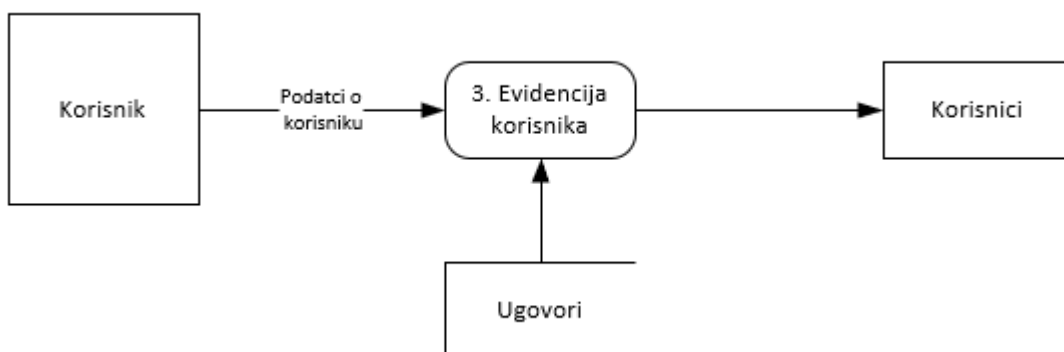 Korisnik
Podatci o
korisniku
3. Evidencija
korisnika
Korisnici
Ugovori